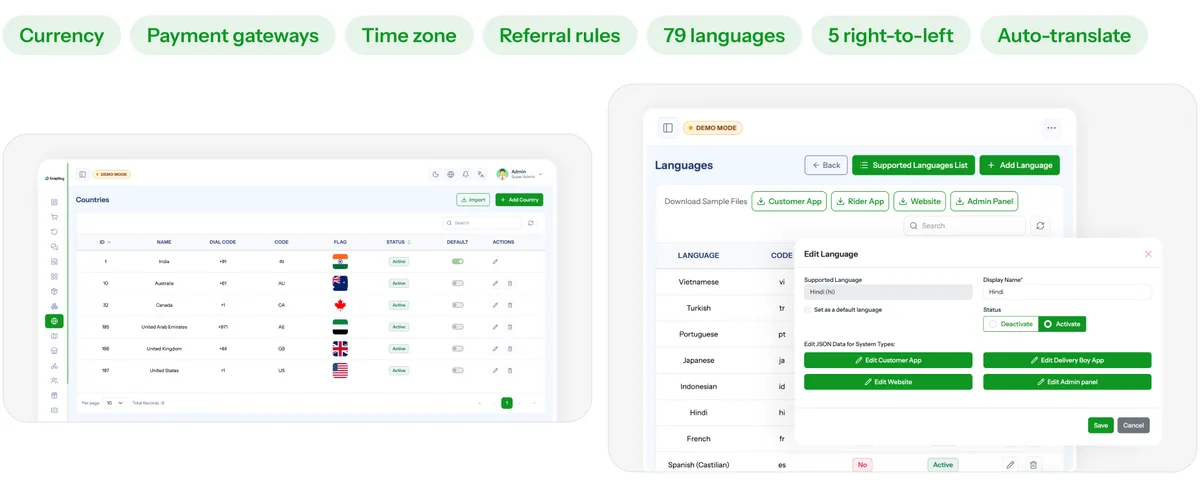 Currency
Payment gateways
Time zone
Referral rules
79 languages
5 right-to-left
Auto-translate
DEMO MODE
Admin
Super Admin
Countries
Import
+ Add Country
Search
ID NAME DIAL CODE CODE FLAG STATUS DEFAULT ACTIONS
1 India +91 IN Active
10 Australia +61 AU Active
32 Canada +1 CA Active
185 United Arab Emirates +971 AE Active
186 United Kingdom +44 GB Active
187 United States +1 US Active
Per page 10 Total Records : 6
1
DEMO MODE
Languages
Back
Supported Languages List
+ Add Language
Download Sample Files
Customer App
Rider App
Website
Admin Panel
Search
LANGUAGE CODE
Vietnamese vi
Turkish tr
Portuguese pt
Japanese ja
Indonesian id
Hindi hi
French fr
Spanish (Castilian) es No Active
Edit Language
Supported Language
Hindi (hi)
Display Name*
Hindi
Set as a default language
Status
Deactivate
Activate
Edit JSON Data for System Types:
Edit Customer App
Edit Delivery Boy App
Edit Website
Edit Admin panel
Save
Cancel